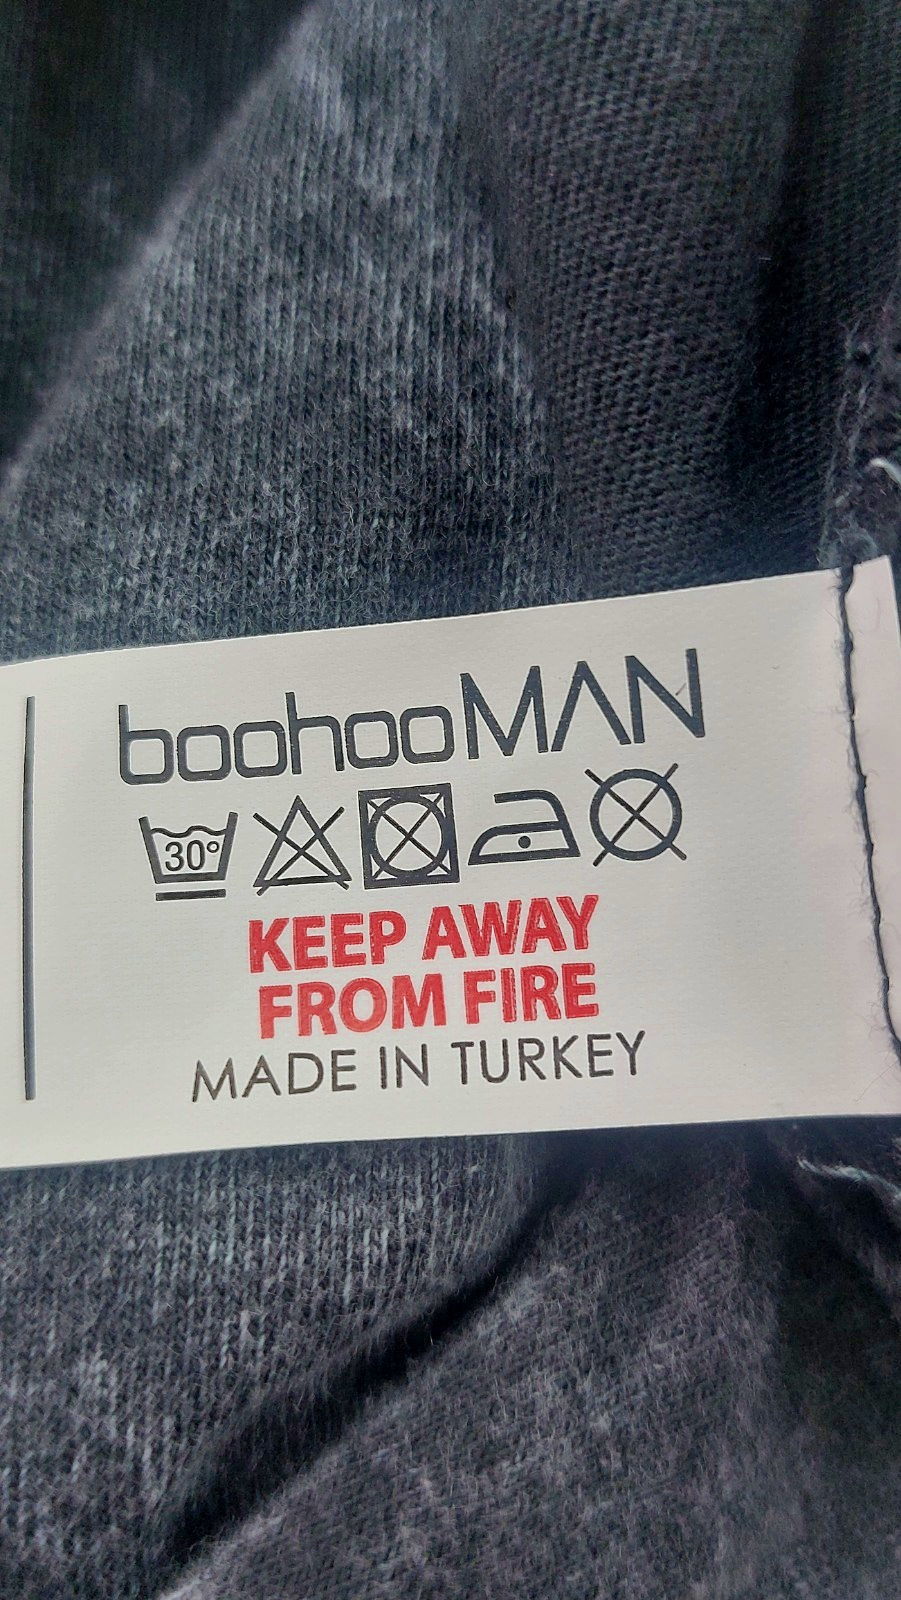 boohooMAN
30°
KEEP AWAY
FROM FIRE
MADE IN TURKEY